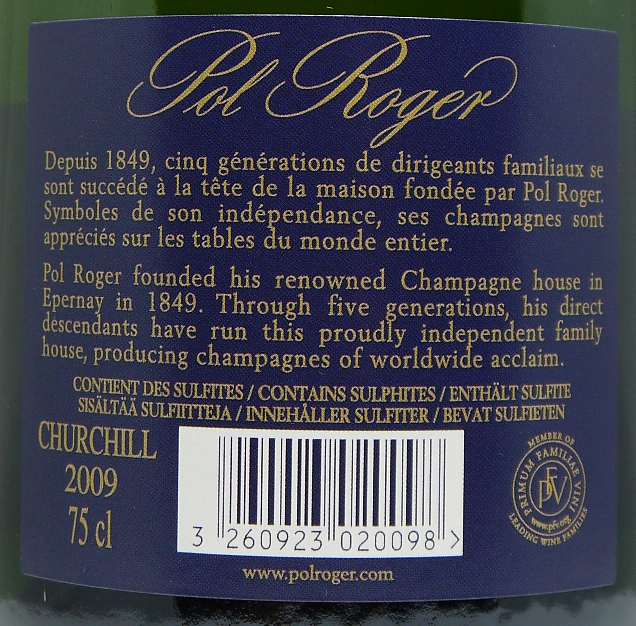 Pol Roger
Depuis 1849, cinq générations de dirigeants familiaux se
sont succédé à la tête de la maison fondée par Pol Roger.
Symboles de son indépendance, ses champagnes sont
appréciés sur les tables du monde entier.
Pol Roger founded his renowned Champagne house in
Epernay in 1849. Through five generations, his direct
descendants have run this proudly independent family
house, producing champagnes of worldwide acclaim.
CONTIENT DES SULFITES / CONTAINS SULPHITES / ENTHÄLT SULFITE
SISÄLTÄÄ SULFIITTEJA / INNEHÅLLER SULFITER / BEVAT SULFIETEN
CHURCHILL
2009
75 cl
3 260923 020098 >
MEMBER OF
PRIMUM FAMILIAE VINI
PFV
www.pfv.org
LEADING WINE FAMILIES
www.polroger.com